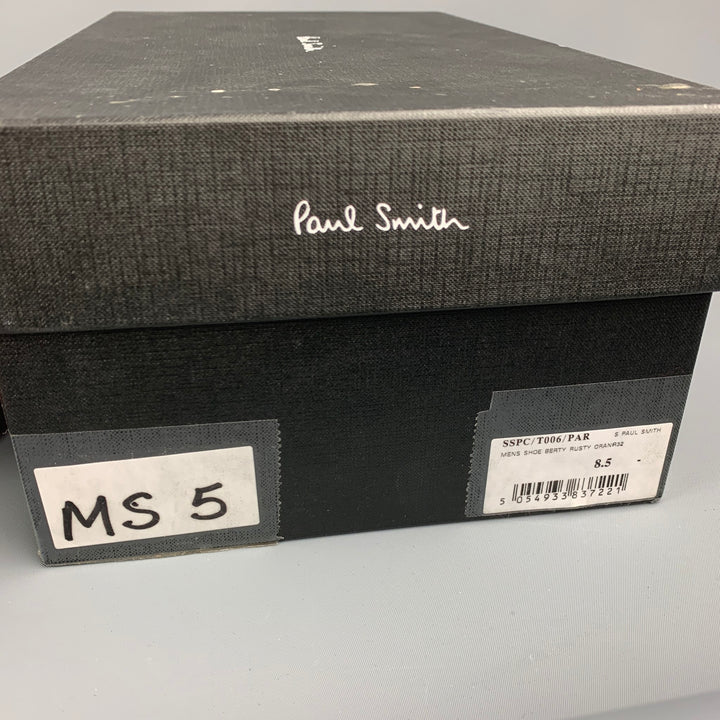 Paul Smith
MS 5
SSPC/T006/PAR
S PAUL SMITH
MENS SHOE BERTY RUSTY ORANR32
8.5 -
5 054933 837221